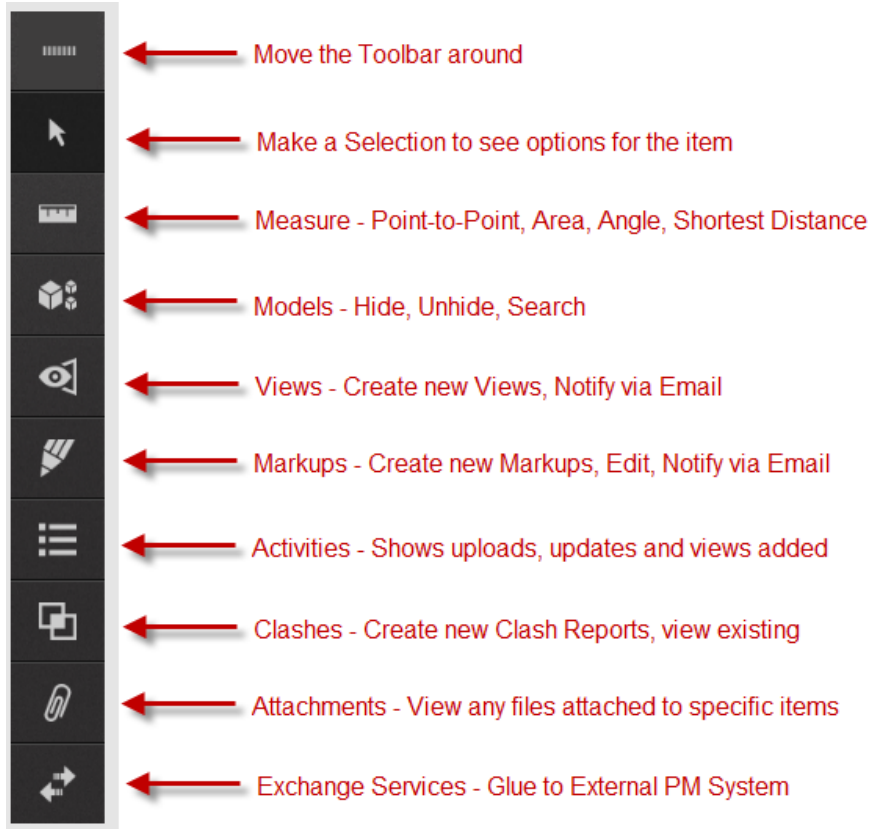 Move the Toolbar around
Make a Selection to see options for the item
Measure - Point-to-Point, Area, Angle, Shortest Distance
Models - Hide, Unhide, Search
Views - Create new Views, Notify via Email
Markups - Create new Markups, Edit, Notify via Email
Activities - Shows uploads, updates and views added
Clashes - Create new Clash Reports, view existing
Attachments - View any files attached to specific items
Exchange Services - Glue to External PM System